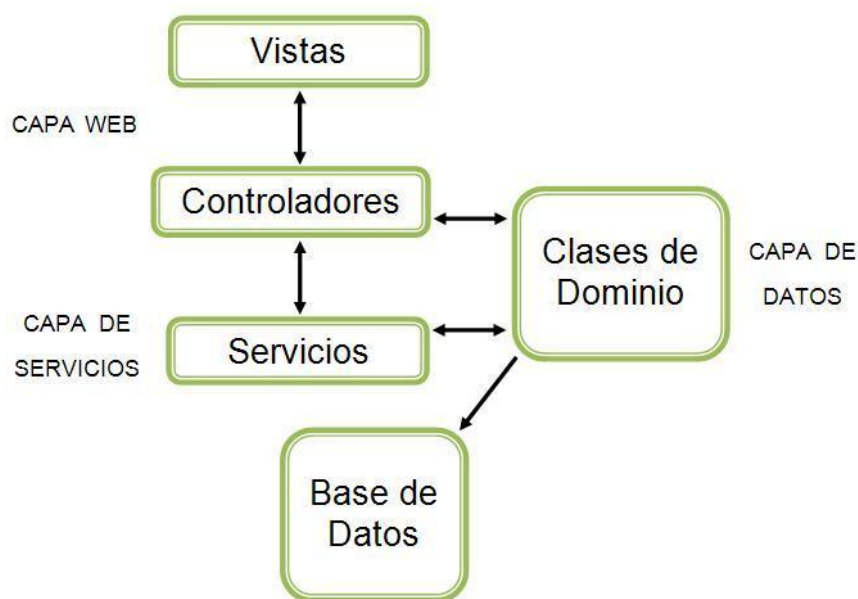 Vistas
CAPA WEB
Controladores
Clases de
Dominio
CAPA DE
DATOS
CAPA DE
SERVICIOS
Servicios
Base de
Datos